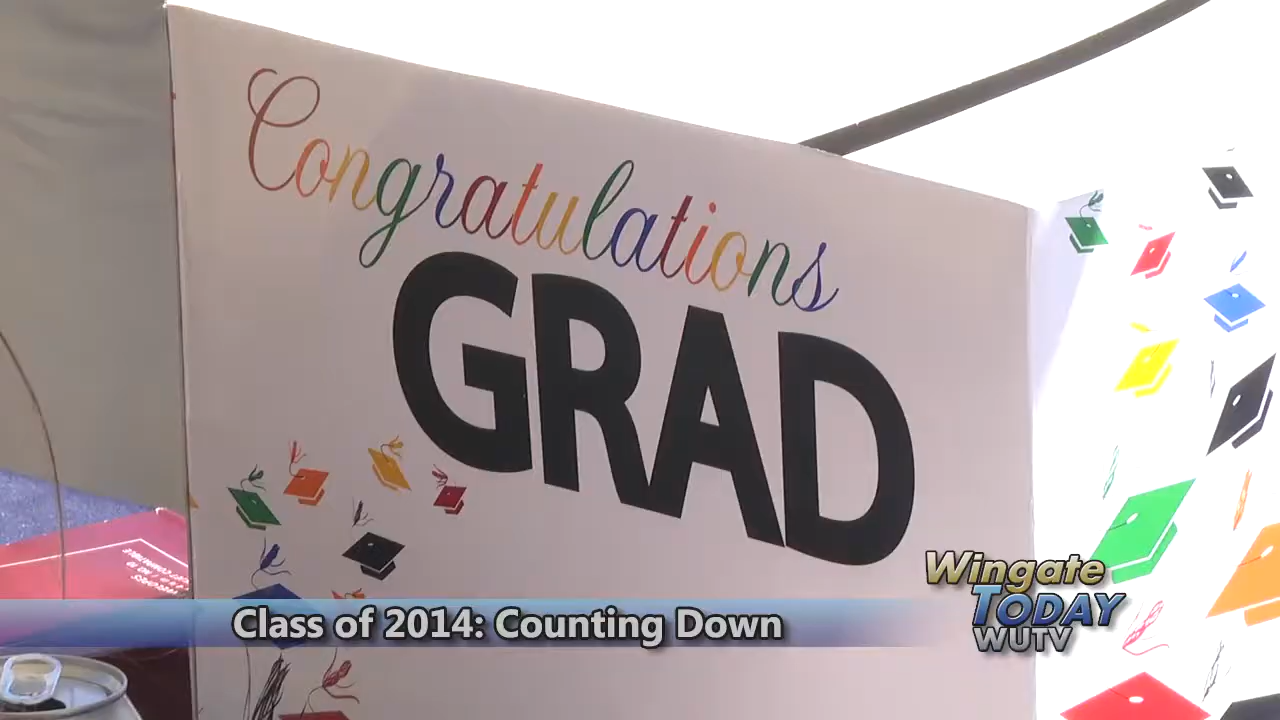 Congratulations
GRAD
Class of 2014: Counting Down
Wingate
TODAY
WUTV